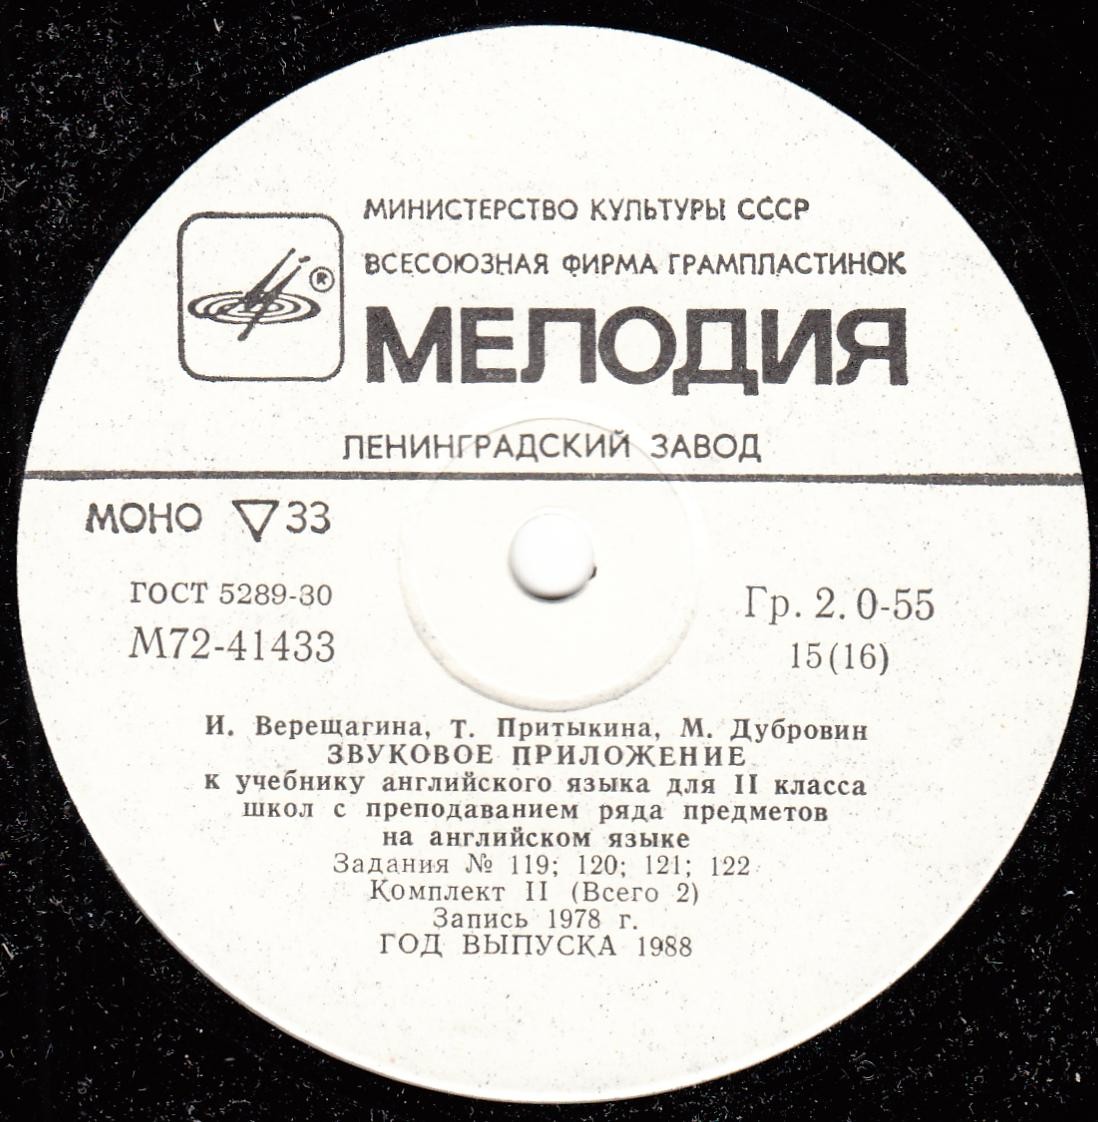 МИНИСТЕРСТВО КУЛЬТУРЫ СССР
ВСЕСОЮЗНАЯ ФИРМА ГРАМПЛАСТИНОК
®
МЕЛОДИЯ
ЛЕНИНГРАДСКИЙ ЗАВОД
МОНО ▽33
ГОСТ 5289-80
М72-41433
Гр. 2. 0-55
15(16)
И. Верещагина, Т. Притыкина, М. Дубровин
ЗВУКОВОЕ ПРИЛОЖЕНИЕ
к учебнику английского языка для II класса
школ с преподаванием ряда предметов
на английском языке
Задания № 119; 120; 121; 122
Комплект II (Всего 2)
Запись 1978 г.
ГОД ВЫПУСКА 1988